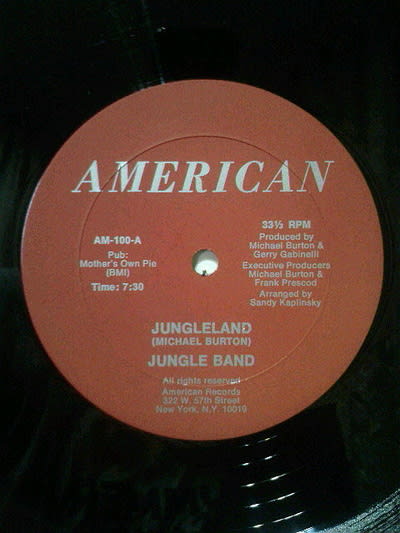 AMERICAN
AM-100-A
Pub:
Mother's Own Pie
(BMI)
Time: 7:30
33⅓ RPM
Produced by
Michael Burton &
Gerry Gabinelli
Executive Producers
Michael Burton &
Frank Prescod
Arranged by
Sandy Kaplinsky
JUNGLELAND
(MICHAEL BURTON)
JUNGLE BAND
All rights reserved
American Records
322 W. 57th Street
New York, N.Y. 10019